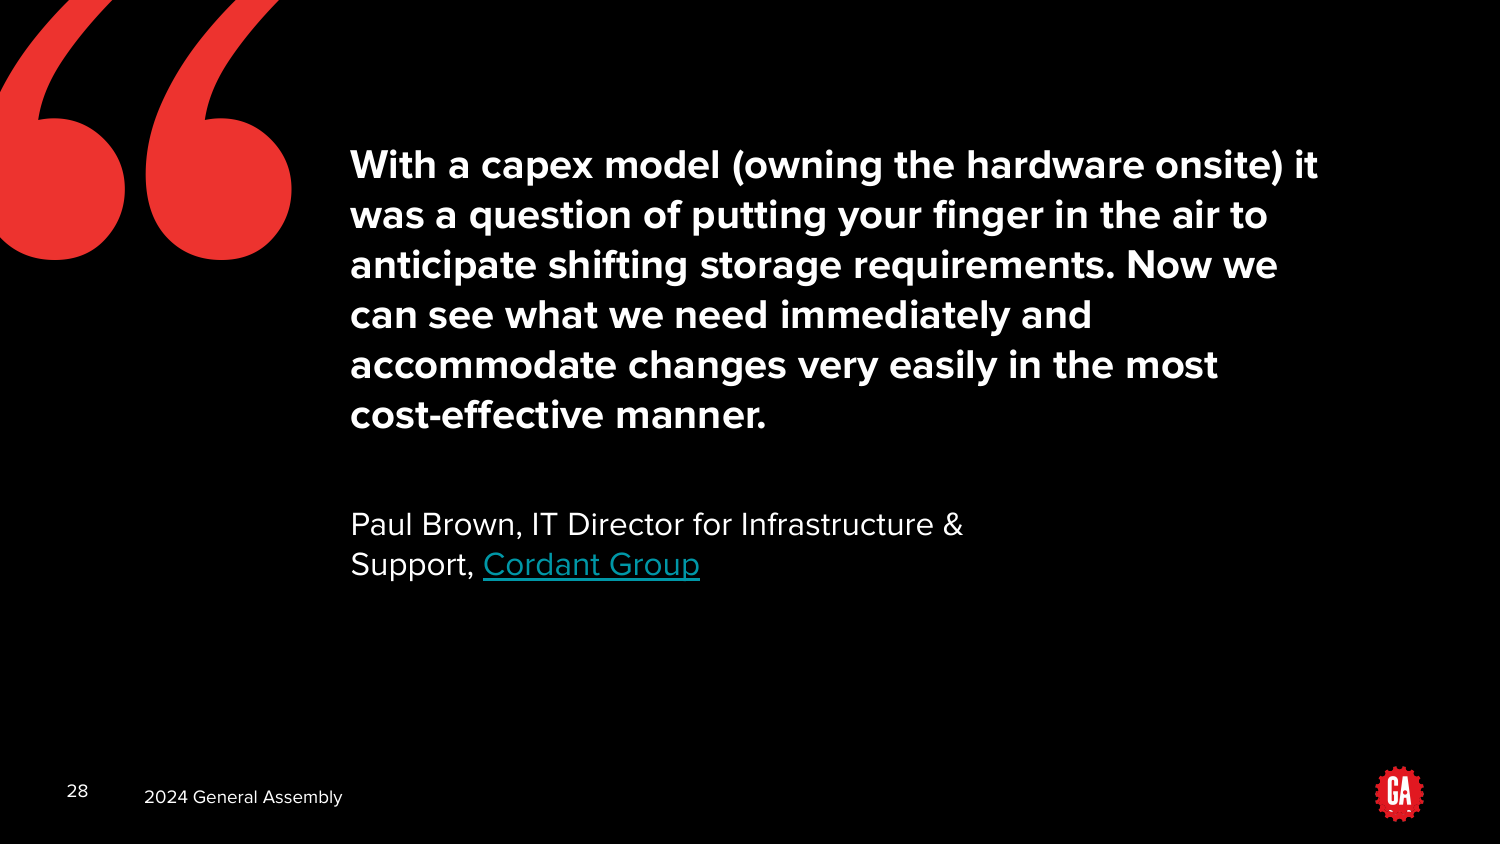 With a capex model (owning the hardware onsite) it
was a question of putting your finger in the air to
anticipate shifting storage requirements. Now we
can see what we need immediately and
accommodate changes very easily in the most
cost-effective manner.
Paul Brown, IT Director for Infrastructure &
Support, Cordant Group
28
2024 General Assembly
GA